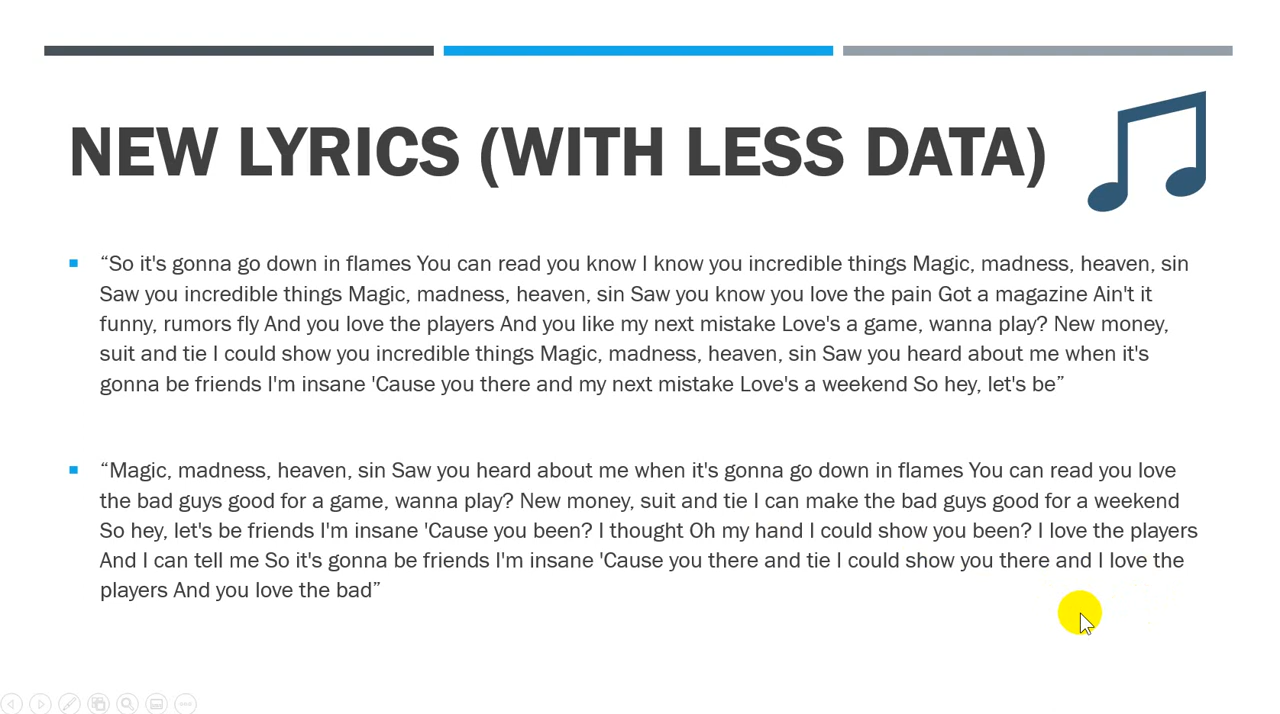 NEW LYRICS (WITH LESS DATA)
“So it's gonna go down in flames You can read you know I know you incredible things Magic, madness, heaven, sin
Saw you incredible things Magic, madness, heaven, sin Saw you know you love the pain Got a magazine Ain't it
funny, rumors fly And you love the players And you like my next mistake Love's a game, wanna play? New money,
suit and tie I could show you incredible things Magic, madness, heaven, sin Saw you heard about me when it's
gonna be friends I'm insane 'Cause you there and my next mistake Love's a weekend So hey, let's be”
“Magic, madness, heaven, sin Saw you heard about me when it's gonna go down in flames You can read you love
the bad guys good for a game, wanna play? New money, suit and tie I can make the bad guys good for a weekend
So hey, let's be friends I'm insane 'Cause you been? I thought Oh my hand I could show you been? I love the players
And I can tell me So it's gonna be friends I'm insane 'Cause you there and tie I could show you there and I love the
players And you love the bad”